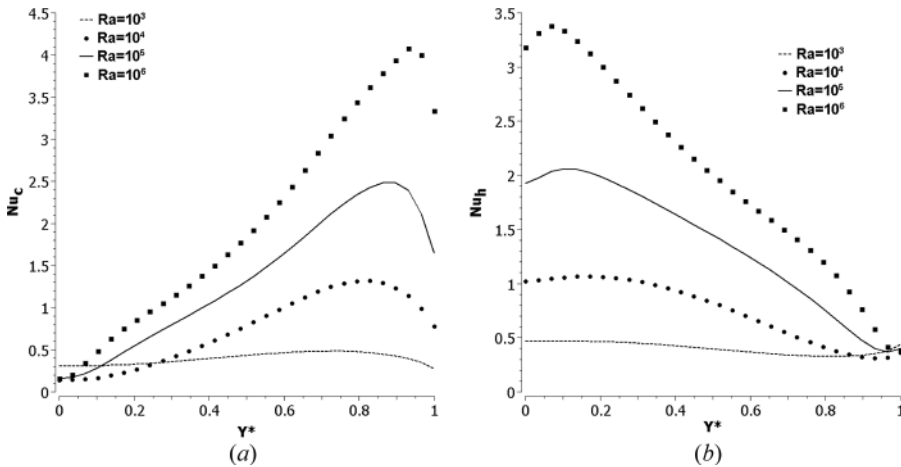 4.5
4
3.5
3
2.5
2
1.5
1
0.5
0
Nu_c
Ra=10³
Ra=10⁴
Ra=10⁵
Ra=10⁶
0 0.2 0.4 0.6 0.8 1
Y*
(a)
3.5
3
2.5
2
1.5
1
0.5
0
Nu_h
Ra=10³
Ra=10⁴
Ra=10⁵
Ra=10⁶
0 0.2 0.4 0.6 0.8 1
Y*
(b)